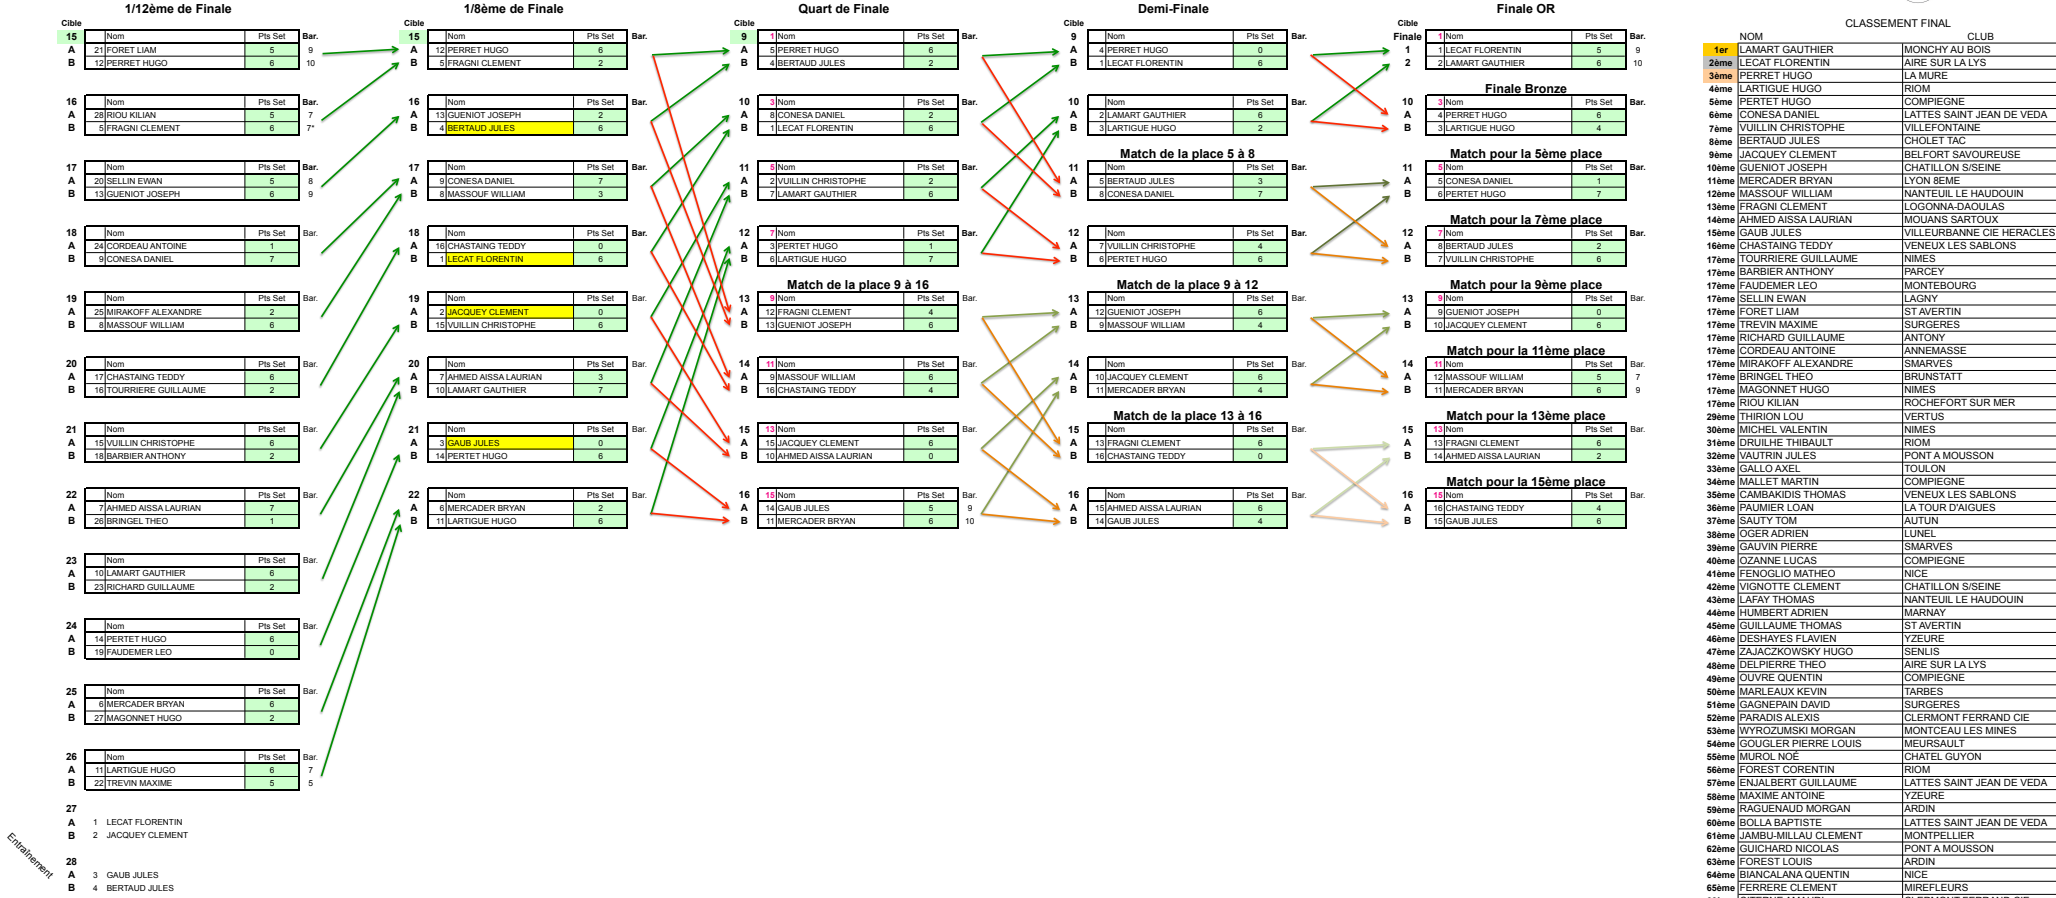 1/12ème de Finale
Cible
15 Nom Pts Set Bar.
A 21 FORET LIAM 5 9
B 12 PERRET HUGO 6 10
16 Nom Pts Set Bar.
A 28 RIOU KILIAN 5 7
B 5 FRAGNI CLEMENT 6 7*
17 Nom Pts Set Bar.
A 20 SELLIN EWAN 5 8
B 13 GUENIOT JOSEPH 6 9
18 Nom Pts Set Bar.
A 24 CORDEAU ANTOINE 1
B 9 CONESA DANIEL 7
19 Nom Pts Set Bar.
A 25 MIRAKOFF ALEXANDRE 2
B 8 MASSOUF WILLIAM 6
20 Nom Pts Set Bar.
A 17 CHASTAING TEDDY 6
B 16 TOURRIERE GUILLAUME 2
21 Nom Pts Set Bar.
A 15 VUILLIN CHRISTOPHE 6
B 18 BARBIER ANTHONY 2
22 Nom Pts Set Bar.
A 7 AHMED AISSA LAURIAN 7
B 26 BRINGEL THEO 1
23 Nom Pts Set Bar.
A 10 LAMART GAUTHIER 6
B 23 RICHARD GUILLAUME 2
24 Nom Pts Set Bar.
A 14 PERTET HUGO 6
B 19 FAUDEMER LEO 0
25 Nom Pts Set Bar.
A 6 MERCADER BRYAN 6
B 27 MAGONNET HUGO 2
26 Nom Pts Set Bar.
A 11 LARTIGUE HUGO 6 7
B 22 TREVIN MAXIME 5 5
27
A 1 LECAT FLORENTIN
B 2 JACQUEY CLEMENT
Entraînement
28
A 3 GAUB JULES
B 4 BERTAUD JULES
1/8ème de Finale
Cible
15 Nom Pts Set Bar.
A 12 PERRET HUGO 6
B 5 FRAGNI CLEMENT 2
16 Nom Pts Set Bar.
A 13 GUENIOT JOSEPH 2
B 4 BERTAUD JULES 6
17 Nom Pts Set Bar.
A 9 CONESA DANIEL 7
B 8 MASSOUF WILLIAM 3
18 Nom Pts Set Bar.
A 16 CHASTAING TEDDY 0
B 1 LECAT FLORENTIN 6
19 Nom Pts Set Bar.
A 2 JACQUEY CLEMENT 0
B 15 VUILLIN CHRISTOPHE 6
20 Nom Pts Set Bar.
A 7 AHMED AISSA LAURIAN 3
B 10 LAMART GAUTHIER 7
21 Nom Pts Set Bar.
A 3 GAUB JULES 0
B 14 PERTET HUGO 6
22 Nom Pts Set Bar.
A 6 MERCADER BRYAN 2
B 11 LARTIGUE HUGO 6
Quart de Finale
Cible
9 1 Nom Pts Set Bar.
A 5 PERRET HUGO 6
B 4 BERTAUD JULES 2
10 3 Nom Pts Set Bar.
A 8 CONESA DANIEL 2
B 1 LECAT FLORENTIN 6
11 5 Nom Pts Set Bar.
A 2 VUILLIN CHRISTOPHE 2
B 7 LAMART GAUTHIER 6
12 7 Nom Pts Set Bar.
A 3 PERTET HUGO 1
B 6 LARTIGUE HUGO 7
Match de la place 9 à 16
13 9 Nom Pts Set Bar.
A 12 FRAGNI CLEMENT 4
B 13 GUENIOT JOSEPH 6
14 11 Nom Pts Set Bar.
A 9 MASSOUF WILLIAM 6
B 16 CHASTAING TEDDY 4
15 13 Nom Pts Set Bar.
A 15 JACQUEY CLEMENT 6
B 10 AHMED AISSA LAURIAN 0
16 15 Nom Pts Set Bar.
A 14 GAUB JULES 5 9
B 11 MERCADER BRYAN 6 10
Demi-Finale
Cible
9 Nom Pts Set Bar.
A 4 PERRET HUGO 0
B 1 LECAT FLORENTIN 6
10 Nom Pts Set Bar.
A 2 LAMART GAUTHIER 6
B 3 LARTIGUE HUGO 2
Match de la place 5 à 8
11 Nom Pts Set Bar.
A 5 BERTAUD JULES 3
B 8 CONESA DANIEL 7
12 Nom Pts Set Bar.
A 7 VUILLIN CHRISTOPHE 4
B 6 PERTET HUGO 6
Match de la place 9 à 12
13 Nom Pts Set Bar.
A 12 GUENIOT JOSEPH 6
B 9 MASSOUF WILLIAM 4
14 Nom Pts Set Bar.
A 10 JACQUEY CLEMENT 6
B 11 MERCADER BRYAN 4
Match de la place 13 à 16
15 Nom Pts Set Bar.
A 13 FRAGNI CLEMENT 6
B 16 CHASTAING TEDDY 0
16 Nom Pts Set Bar.
A 15 AHMED AISSA LAURIAN 6
B 14 GAUB JULES 4
Finale OR
Cible
Finale 1 Nom Pts Set Bar.
1 1 LECAT FLORENTIN 5 9
2 2 LAMART GAUTHIER 6 10
Finale Bronze
10 3 Nom Pts Set Bar.
A 4 PERRET HUGO 6
B 3 LARTIGUE HUGO 4
Match pour la 5ème place
11 5 Nom Pts Set Bar.
A 5 CONESA DANIEL 1
B 6 PERTET HUGO 7
Match pour la 7ème place
12 7 Nom Pts Set Bar.
A 8 BERTAUD JULES 2
B 7 VUILLIN CHRISTOPHE 6
Match pour la 9ème place
13 9 Nom Pts Set Bar.
A 9 GUENIOT JOSEPH 0
B 10 JACQUEY CLEMENT 6
Match pour la 11ème place
14 11 Nom Pts Set Bar.
A 12 MASSOUF WILLIAM 5 7
B 11 MERCADER BRYAN 6 9
Match pour la 13ème place
15 13 Nom Pts Set Bar.
A 13 FRAGNI CLEMENT 6
B 14 AHMED AISSA LAURIAN 2
Match pour la 15ème place
16 15 Nom Pts Set Bar.
A 16 CHASTAING TEDDY 4
B 15 GAUB JULES 6
CLASSEMENT FINAL
NOM CLUB
1er LAMART GAUTHIER MONCHY AU BOIS
2ème LECAT FLORENTIN AIRE SUR LA LYS
3ème PERRET HUGO LA MURE
4ème LARTIGUE HUGO RIOM
5ème PERTET HUGO COMPIEGNE
6ème CONESA DANIEL LATTES SAINT JEAN DE VEDA
7ème VUILLIN CHRISTOPHE VILLEFONTAINE
8ème BERTAUD JULES CHOLET TAC
9ème JACQUEY CLEMENT BELFORT SAVOUREUSE
10ème GUENIOT JOSEPH CHATILLON S/SEINE
11ème MERCADER BRYAN LYON 8EME
12ème MASSOUF WILLIAM NANTEUIL LE HAUDOUIN
13ème FRAGNI CLEMENT LOGONNA-DAOULAS
14ème AHMED AISSA LAURIAN MOUANS SARTOUX
15ème GAUB JULES VILLEURBANNE CIE HERACLES
16ème CHASTAING TEDDY VENEUX LES SABLONS
17ème TOURRIERE GUILLAUME NIMES
17ème BARBIER ANTHONY PARCEY
17ème FAUDEMER LEO MONTEBOURG
17ème SELLIN EWAN LAGNY
17ème FORET LIAM ST AVERTIN
17ème TREVIN MAXIME SURGERES
17ème RICHARD GUILLAUME ANTONY
17ème CORDEAU ANTOINE ANNEMASSE
17ème MIRAKOFF ALEXANDRE SMARVES
17ème BRINGEL THEO BRUNSTATT
17ème MAGONNET HUGO NIMES
17ème RIOU KILIAN ROCHEFORT SUR MER
29ème THIRION LOU VERTUS
30ème MICHEL VALENTIN NIMES
31ème DRUILHE THIBAULT RIOM
32ème VAUTRIN JULES PONT A MOUSSON
33ème GALLO AXEL TOULON
34ème MALLET MARTIN COMPIEGNE
35ème CAMBAKIDIS THOMAS VENEUX LES SABLONS
36ème PAUMIER LOAN LA TOUR D'AIGUES
37ème SAUTY TOM AUTUN
38ème OGER ADRIEN LUNEL
39ème GAUVIN PIERRE SMARVES
40ème OZANNE LUCAS COMPIEGNE
41ème FENOGLIO MATHEO NICE
42ème VIGNOTTE CLEMENT CHATILLON S/SEINE
43ème LAFAY THOMAS NANTEUIL LE HAUDOUIN
44ème HUMBERT ADRIEN MARNAY
45ème GUILLAUME THOMAS ST AVERTIN
46ème DESHAYES FLAVIEN YZEURE
47ème ZAJACZKOWSKY HUGO SENLIS
48ème DELPIERRE THEO AIRE SUR LA LYS
49ème OUVRE QUENTIN COMPIEGNE
50ème MARLEAUX KEVIN TARBES
51ème GAGNEPAIN DAVID SURGERES
52ème PARADIS ALEXIS CLERMONT FERRAND CIE
53ème WYROZUMSKI MORGAN MONTCEAU LES MINES
54ème GOUGLER PIERRE LOUIS MEURSAULT
55ème MUROL NOÉ CHATEL GUYON
56ème FOREST CORENTIN RIOM
57ème ENJALBERT GUILLAUME LATTES SAINT JEAN DE VEDA
58ème MAXIME ANTOINE YZEURE
59ème RAGUENAUD MORGAN ARDIN
60ème BOLLA BAPTISTE LATTES SAINT JEAN DE VEDA
61ème JAMBU-MILLAU CLEMENT MONTPELLIER
62ème GUICHARD NICOLAS PONT A MOUSSON
63ème FOREST LOUIS ARDIN
64ème BIANCALANA QUENTIN NICE
65ème FERRERE CLEMENT MIREFLEURS